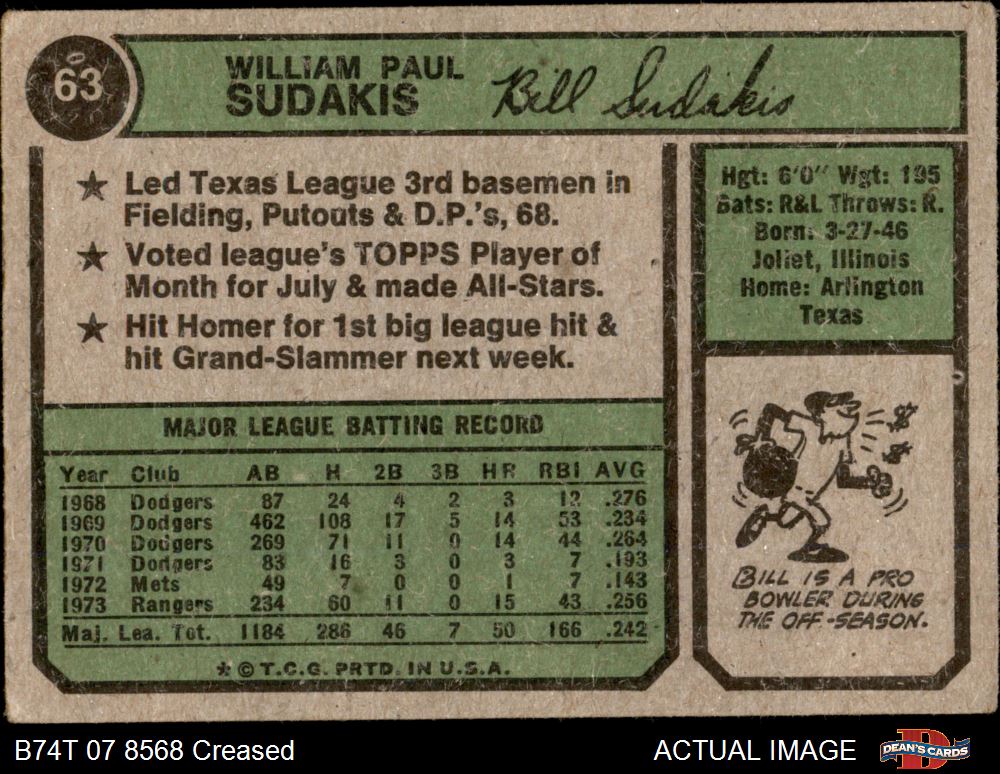 63
WILLIAM PAUL
SUDAKIS
Bill Sudakis
★ Led Texas League 3rd basemen in
Fielding, Putouts & D.P.'s, 68.
★ Voted league's TOPPS Player of
Month for July & made All-Stars.
★ Hit Homer for 1st big league hit &
hit Grand-Slammer next week.
Hgt: 6'0" Wgt: 195
Bats: R&L Throws: R.
Born: 3-27-46
Joliet, Illinois
Home: Arlington
Texas
MAJOR LEAGUE BATTING RECORD
Year Club AB H 2B 3B HR RBI AVG
1968 Dodgers 87 24 4 2 3 12 .276
1969 Dodgers 462 108 17 5 14 53 .234
1970 Dodgers 269 71 11 0 14 44 .264
1971 Dodgers 83 16 3 0 3 7 .193
1972 Mets 49 7 0 0 1 7 .143
1973 Rangers 234 60 11 0 15 43 .256
Maj. Lea. Tot. 1184 286 46 7 50 166 .242
★ © T.C.G. PRTD. IN U.S.A.
$ $ $
BILL IS A PRO
BOWLER DURING
THE OFF-SEASON.
B74T 07 8568 Creased
ACTUAL IMAGE
DEAN'S CARDS